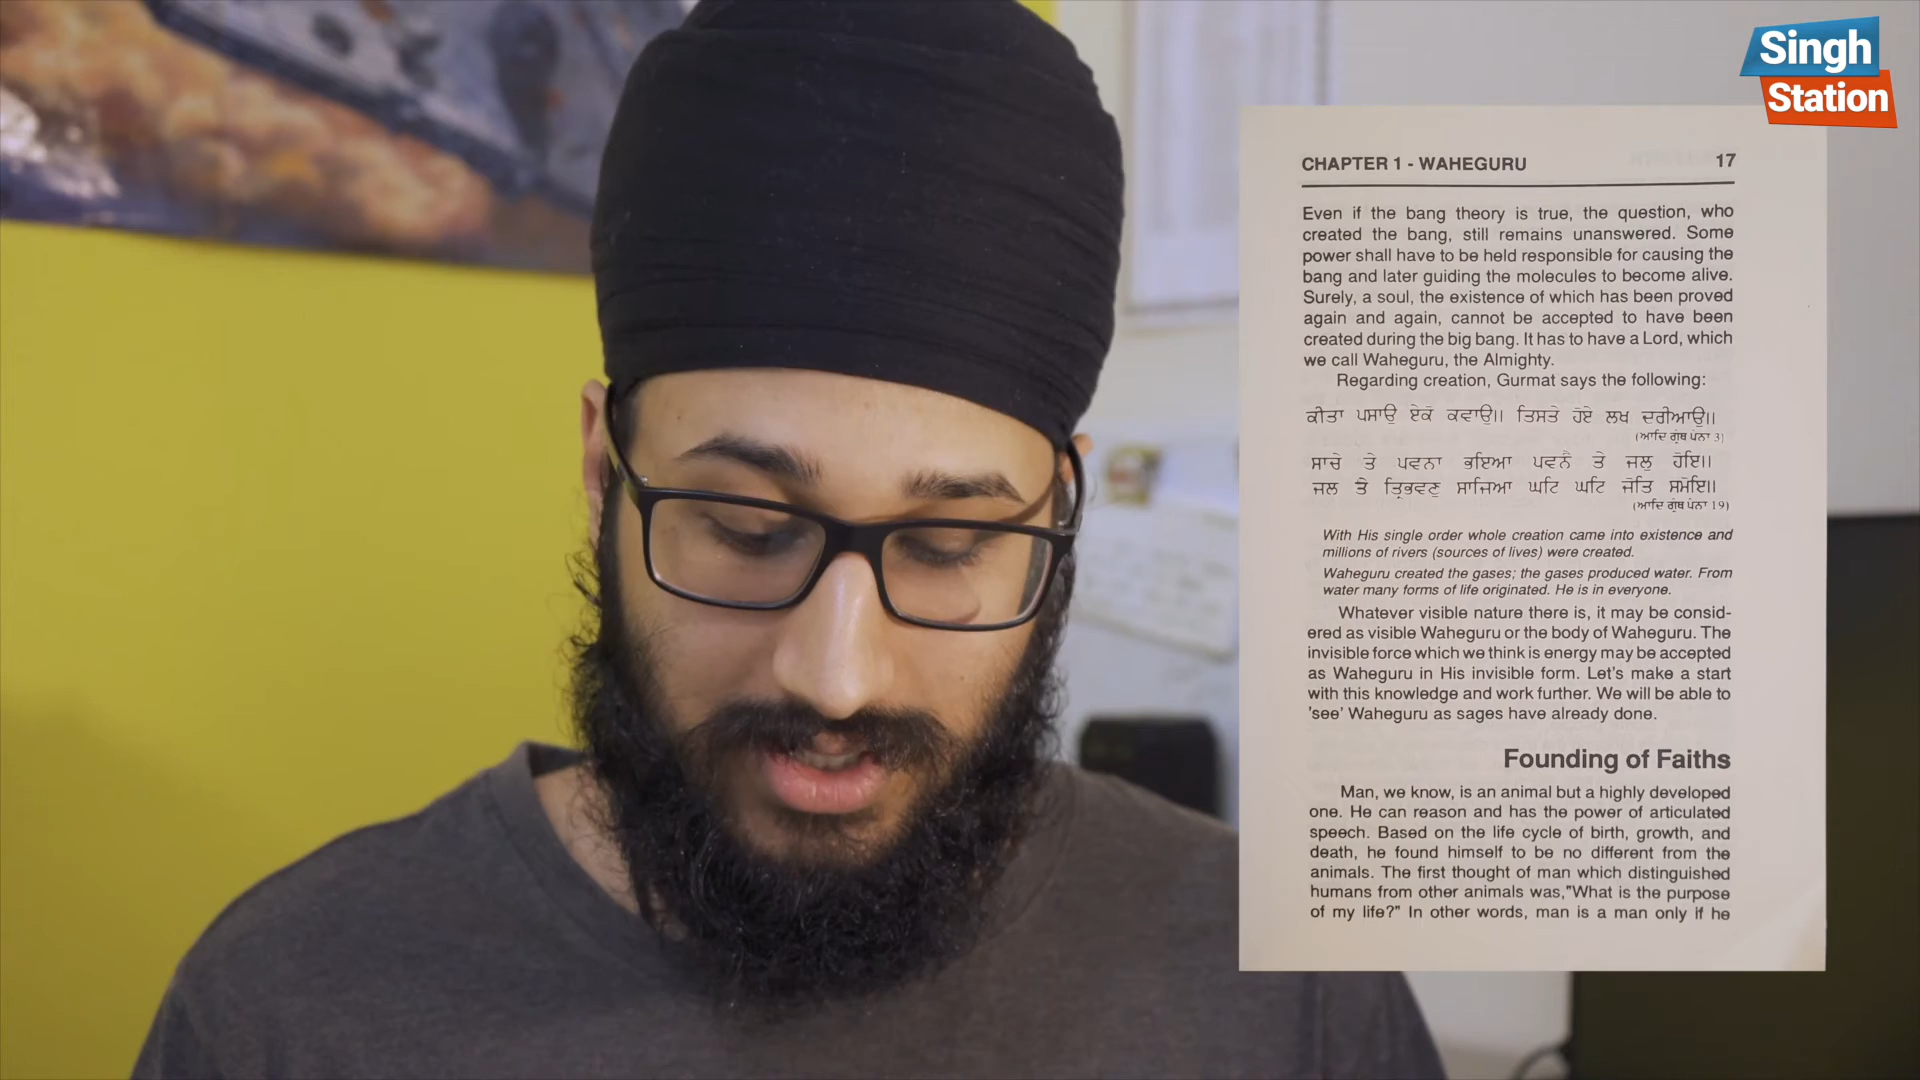 Singh
Station
CHAPTER 1 - WAHEGURU 17
Even if the bang theory is true, the question, who
created the bang, still remains unanswered. Some
power shall have to be held responsible for causing the
bang and later guiding the molecules to become alive.
Surely, a soul, the existence of which has been proved
again and again, cannot be accepted to have been
created during the big bang. It has to have a Lord, which
we call Waheguru, the Almighty.
Regarding creation, Gurmat says the following:
ਕੀਤਾ ਪਸਾਉ ਏਕੋ ਕਵਾਉ।। ਤਿਸਤੇ ਹੋਏ ਲਖ ਦਰੀਆਉ।।
(ਆਦਿ ਗ੍ਰੰਥ ਪੰਨਾ 3)
ਸਾਚੇ ਤੇ ਪਵਨਾ ਭਇਆ ਪਵਨੈ ਤੇ ਜਲੁ ਹੋਇ।।
ਜਲ ਤੈ ਤ੍ਰਿਭਵਣੁ ਸਾਜਿਆ ਘਟਿ ਘਟਿ ਜੋਤਿ ਸਮੋਇ।।
(ਆਦਿ ਗ੍ਰੰਥ ਪੰਨਾ 19)
With His single order whole creation came into existence and
millions of rivers (sources of lives) were created.
Waheguru created the gases; the gases produced water. From
water many forms of life originated. He is in everyone.
Whatever visible nature there is, it may be consid-
ered as visible Waheguru or the body of Waheguru. The
invisible force which we think is energy may be accepted
as Waheguru in His invisible form. Let's make a start
with this knowledge and work further. We will be able to
'see' Waheguru as sages have already done.
Founding of Faiths
Man, we know, is an animal but a highly developed
one. He can reason and has the power of articulated
speech. Based on the life cycle of birth, growth, and
death, he found himself to be no different from the
animals. The first thought of man which distinguished
humans from other animals was,"What is the purpose
of my life?" In other words, man is a man only if he